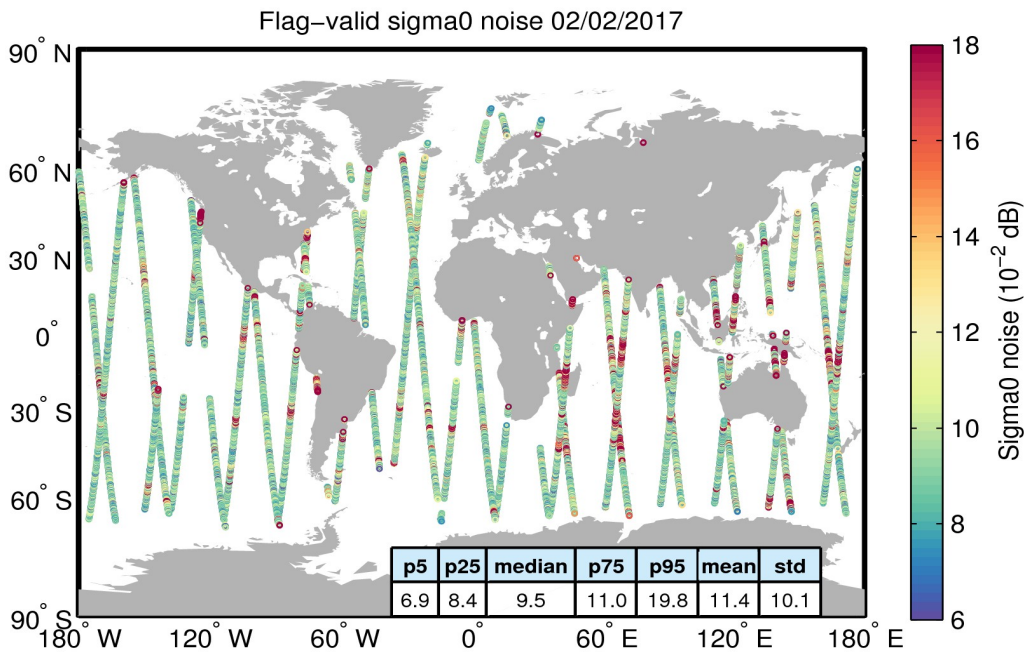 Flag−valid sigma0 noise 02/02/2017
90° N
60° N
30° N
0°
30° S
60° S
90° S
180° W
120° W
60° W
0°
60° E
120° E
180° E
p5 p25 median p75 p95 mean std
6.9 8.4 9.5 11.0 19.8 11.4 10.1
18
16
14
12
10
8
6
Sigma0 noise (10⁻² dB)